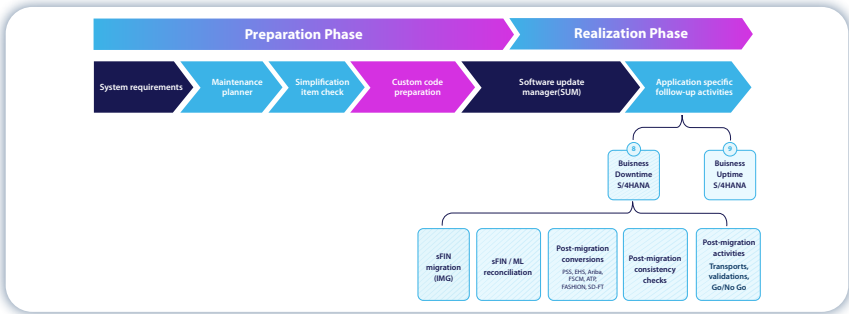 Preparation Phase
Realization Phase
System requirements
Maintenance
planner
Simplification
item check
Custom code
preparation
Software update
manager(SUM)
Application specific
folllow-up activities
8
Buisness
Downtime
S/4HANA
9
Buisness
Uptime
S/4HANA
sFIN
migration
(IMG)
sFIN / ML
reconciliation
Post-migration
conversions
PSS, EHS, Ariba,
FSCM, ATP,
FASHION, SD-FT
Post-migration
consistency
checks
Post-migration
activities
Transports,
validations,
Go/No Go